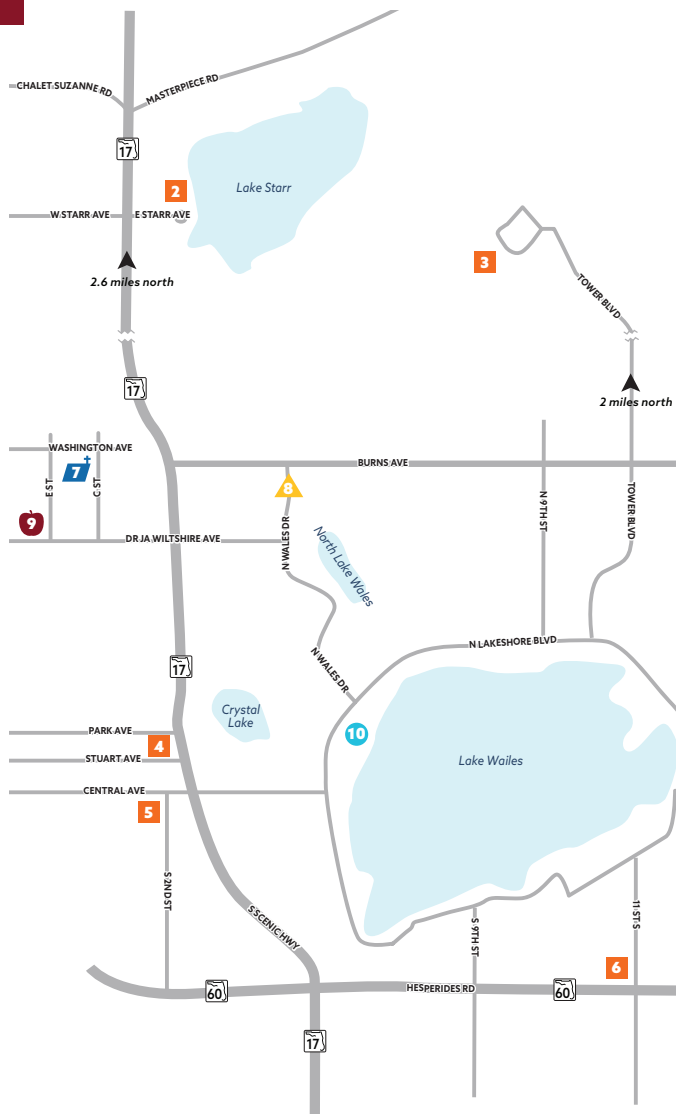 CHALET SUZANNE RD
MASTERPIECE RD
17
2
Lake Starr
W STARR AVE
E STARR AVE
3
2.6 miles north
TOWER BLVD
17
2 miles north
WASHINGTON AVE
BURNS AVE
7
E ST
C ST
8
N 9TH ST
TOWER BLVD
9
DR JA WILTSHIRE AVE
N WALES DR
North Lake Wales
N LAKESHORE BLVD
17
N WALES DR
Crystal
Lake
PARK AVE
4
10
STUART AVE
Lake Wailes
CENTRAL AVE
5
S 2ND ST
S SCENIC HWY
S 9TH ST
11 ST S
6
60
HESPERIDES RD
60
17